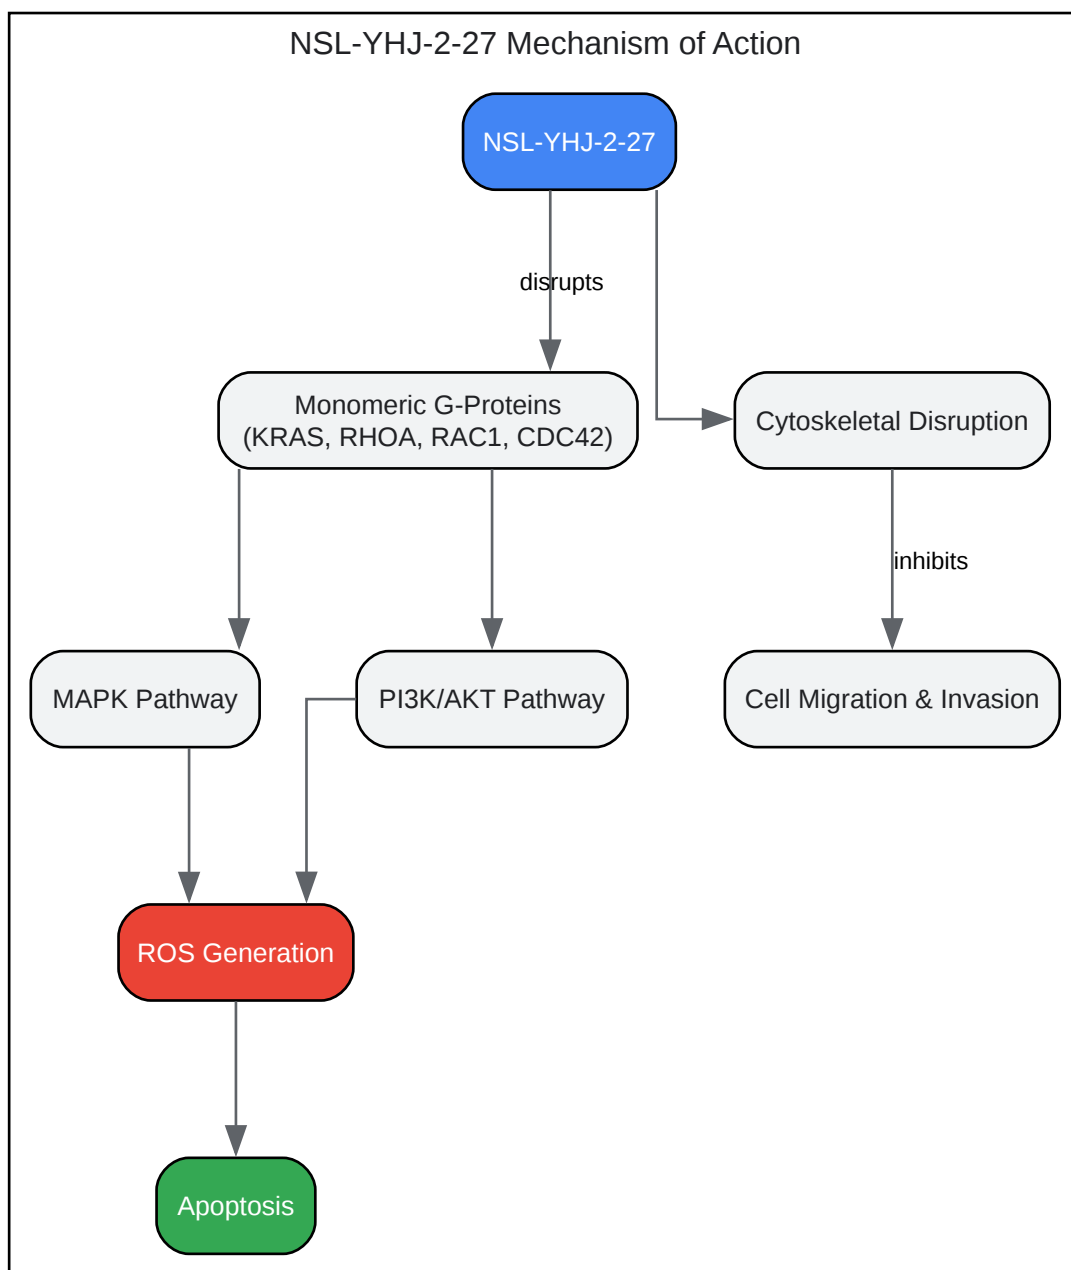 NSL-YHJ-2-27 Mechanism of Action
NSL-YHJ-2-27
disrupts
Monomeric G-Proteins
(KRAS, RHOA, RAC1, CDC42)
Cytoskeletal Disruption
inhibits
MAPK Pathway
PI3K/AKT Pathway
Cell Migration & Invasion
ROS Generation
Apoptosis